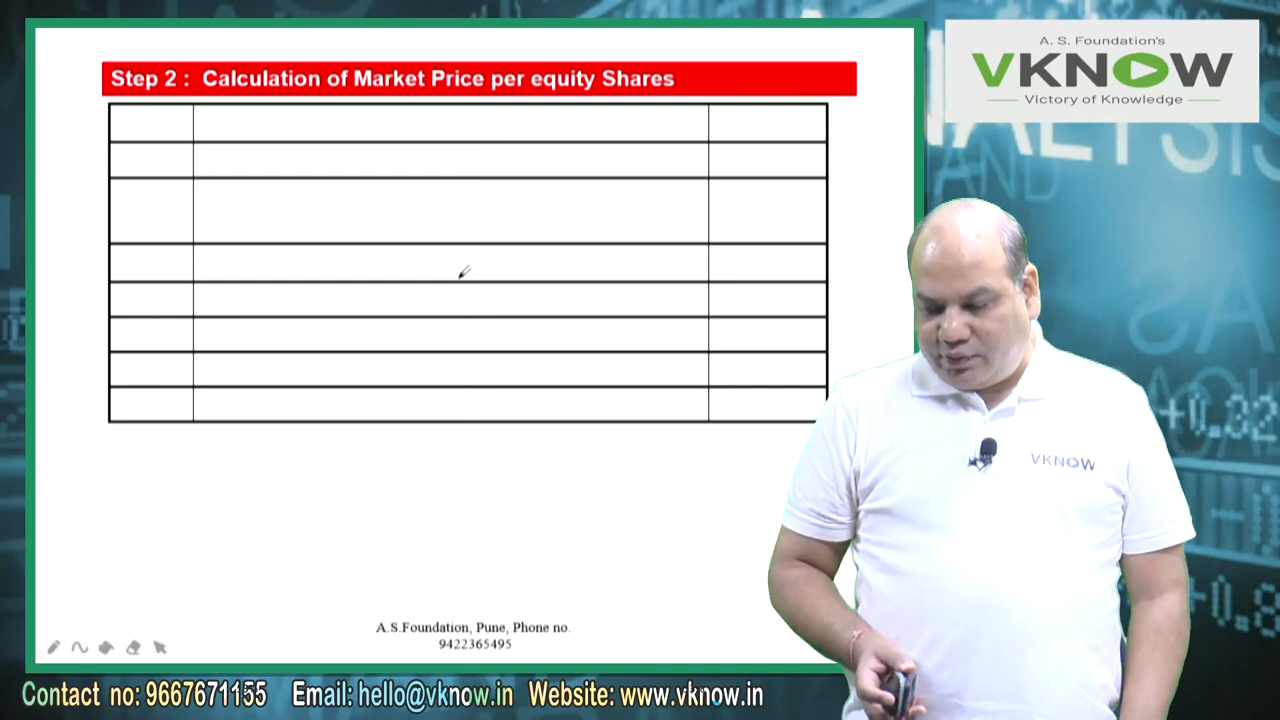 Step 2 : Calculation of Market Price per equity Shares
A. S. Foundation's
VKNOW
Victory of Knowledge
AND
VKNOW
A.S.Foundation, Pune, Phone no.
9422365495
Contact no: 9667671155 Email: hello@vknow.in Website: www.vknow.in